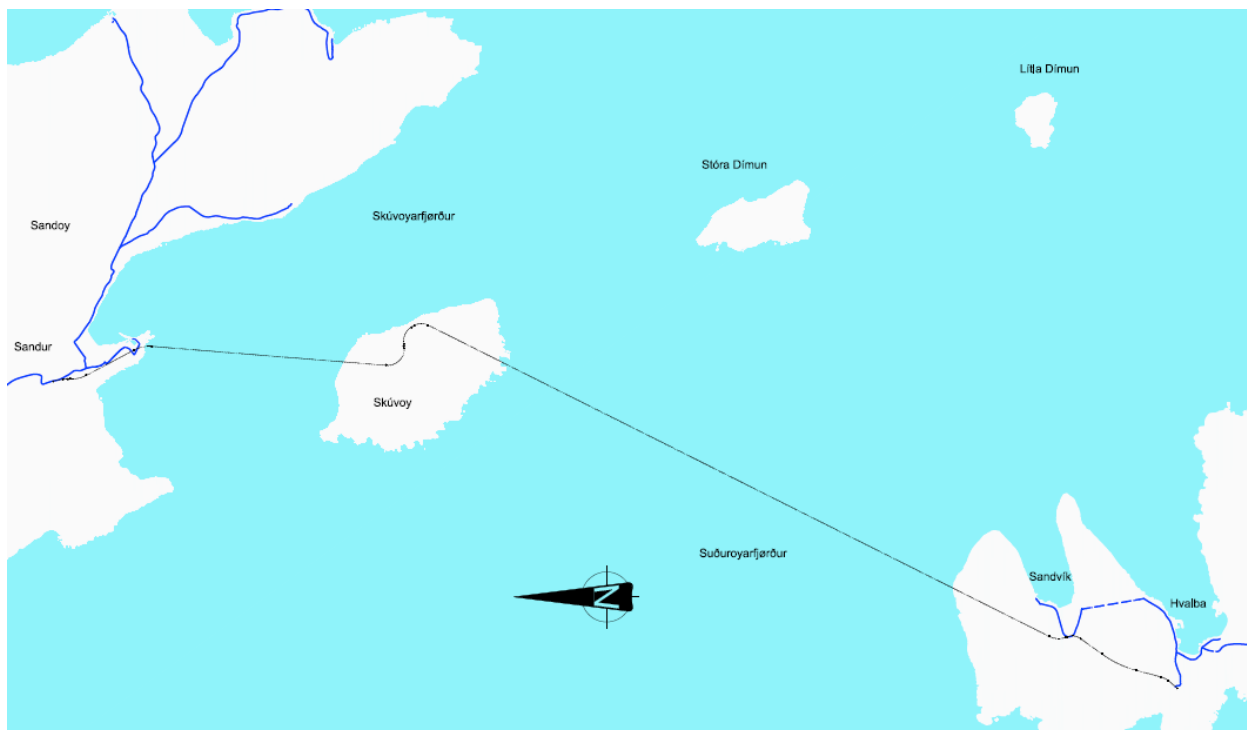 Lítla Dímun
Stóra Dímun
Skúvoyarfjørður
Sandoy
Sandur
Skúvoy
Suðuroyarfjørður
Sandvík
Hvalba
N